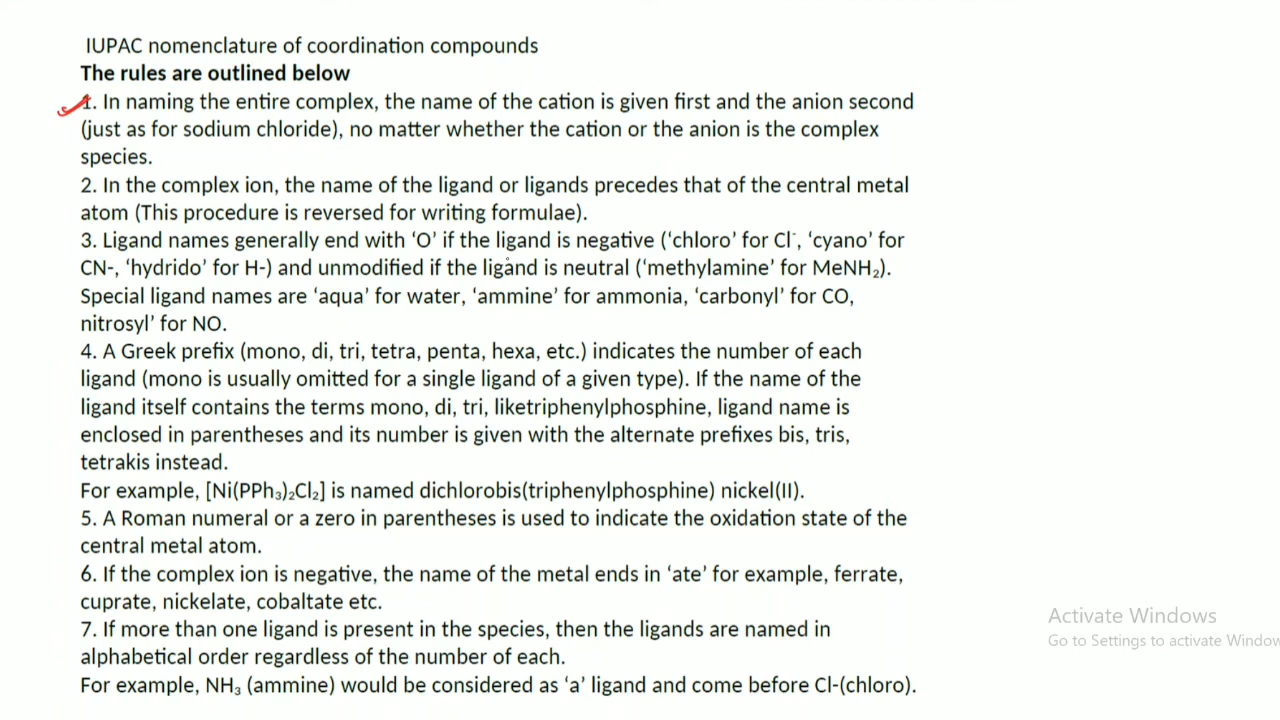 IUPAC nomenclature of coordination compounds
The rules are outlined below
1. In naming the entire complex, the name of the cation is given first and the anion second
(just as for sodium chloride), no matter whether the cation or the anion is the complex
species.
2. In the complex ion, the name of the ligand or ligands precedes that of the central metal
atom (This procedure is reversed for writing formulae).
3. Ligand names generally end with ‘O’ if the ligand is negative (‘chloro’ for Cl⁻, ‘cyano’ for
CN-, ‘hydrido’ for H-) and unmodified if the ligand is neutral (‘methylamine’ for MeNH₂).
Special ligand names are ‘aqua’ for water, ‘ammine’ for ammonia, ‘carbonyl’ for CO,
nitrosyl’ for NO.
4. A Greek prefix (mono, di, tri, tetra, penta, hexa, etc.) indicates the number of each
ligand (mono is usually omitted for a single ligand of a given type). If the name of the
ligand itself contains the terms mono, di, tri, liketriphenylphosphine, ligand name is
enclosed in parentheses and its number is given with the alternate prefixes bis, tris,
tetrakis instead.
For example, [Ni(PPh₃)₂Cl₂] is named dichlorobis(triphenylphosphine) nickel(II).
5. A Roman numeral or a zero in parentheses is used to indicate the oxidation state of the
central metal atom.
6. If the complex ion is negative, the name of the metal ends in ‘ate’ for example, ferrate,
cuprate, nickelate, cobaltate etc.
7. If more than one ligand is present in the species, then the ligands are named in
alphabetical order regardless of the number of each.
For example, NH₃ (ammine) would be considered as ‘a’ ligand and come before Cl-(chloro).
Activate Windows
Go to Settings to activate Window